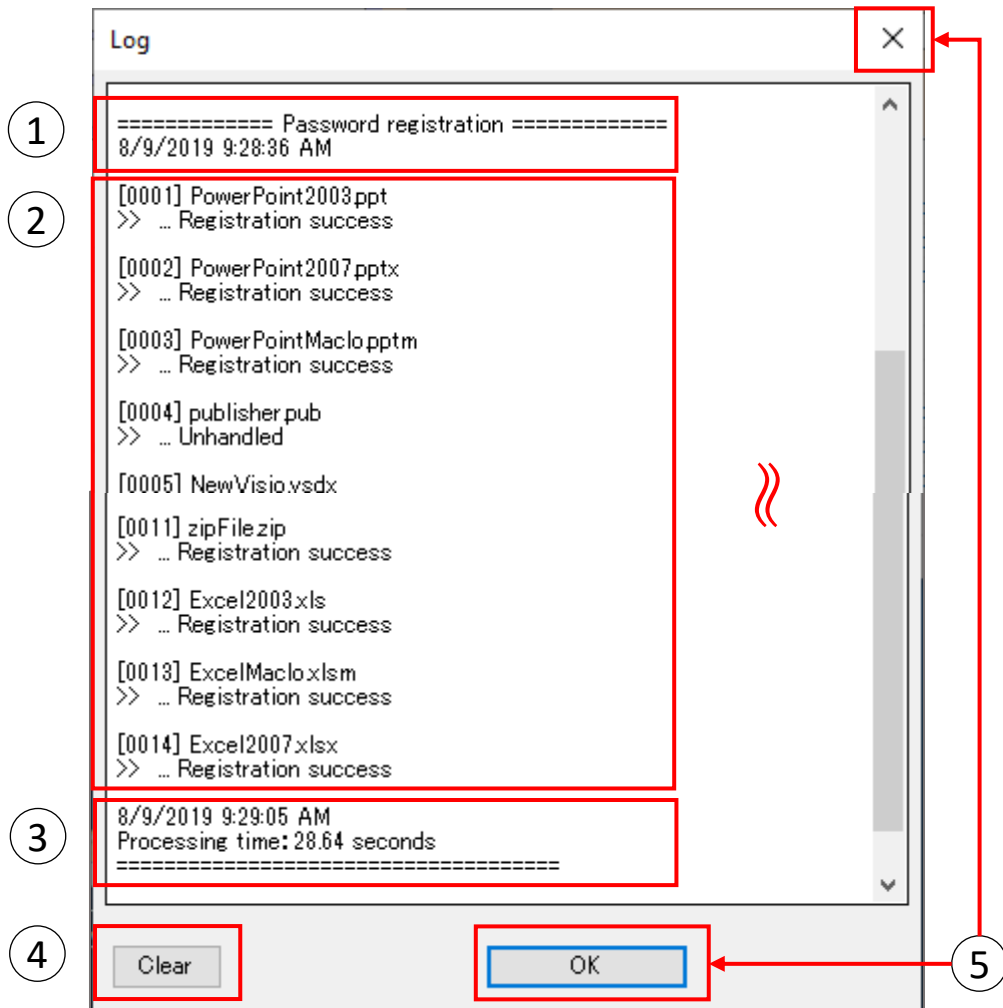 Log
①
============= Password registration =============
8/9/2019 9:28:36 AM
②
[0001] PowerPoint2003.ppt
>> ... Registration success
[0002] PowerPoint2007.pptx
>> ... Registration success
[0003] PowerPointMaclo.pptm
>> ... Registration success
[0004] publisher.pub
>> ... Unhandled
[0005] NewVisio.vsdx
[0011] zipFile.zip
>> ... Registration success
[0012] Excel2003.xls
>> ... Registration success
[0013] ExcelMaclo.xlsm
>> ... Registration success
[0014] Excel2007.xlsx
>> ... Registration success
③
8/9/2019 9:29:05 AM
Processing time: 28.64 seconds
=====================================
④
Clear
OK
⑤